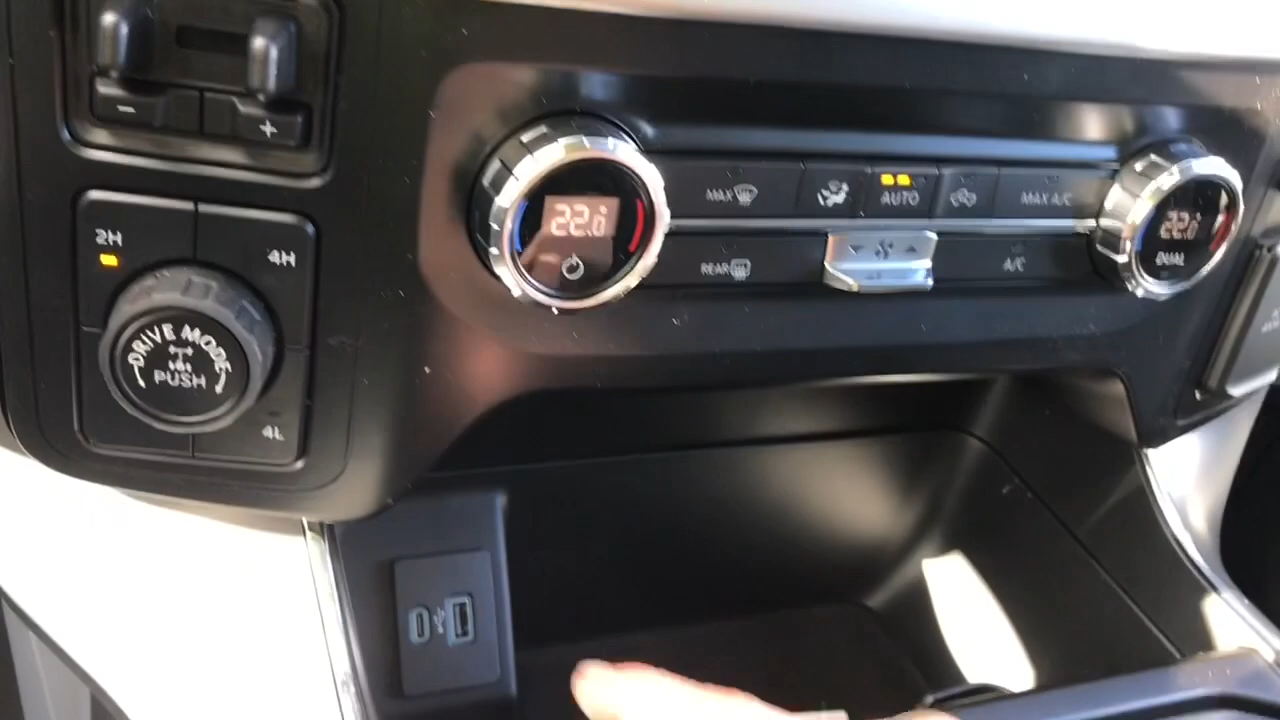 − +
2H
4H
DRIVE MODE
PUSH
4L
22.0
MAX
AUTO
MAX A/C
REAR
A/C
22.0
DUAL